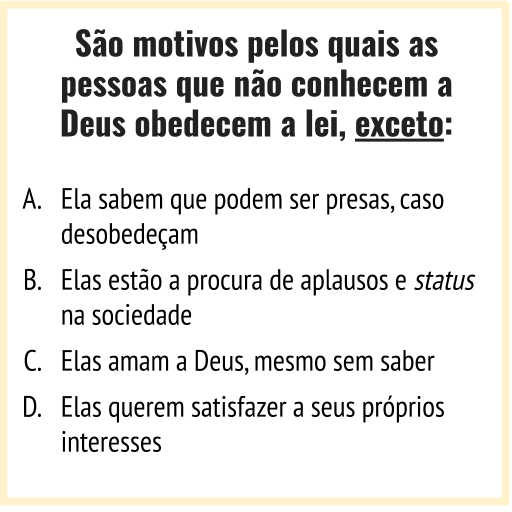 São motivos pelos quais as
pessoas que não conhecem a
Deus obedecem a lei, exceto:
A. Ela sabem que podem ser presas, caso
desobedeçam
B. Elas estão a procura de aplausos e status
na sociedade
C. Elas amam a Deus, mesmo sem saber
D. Elas querem satisfazer a seus próprios
interesses